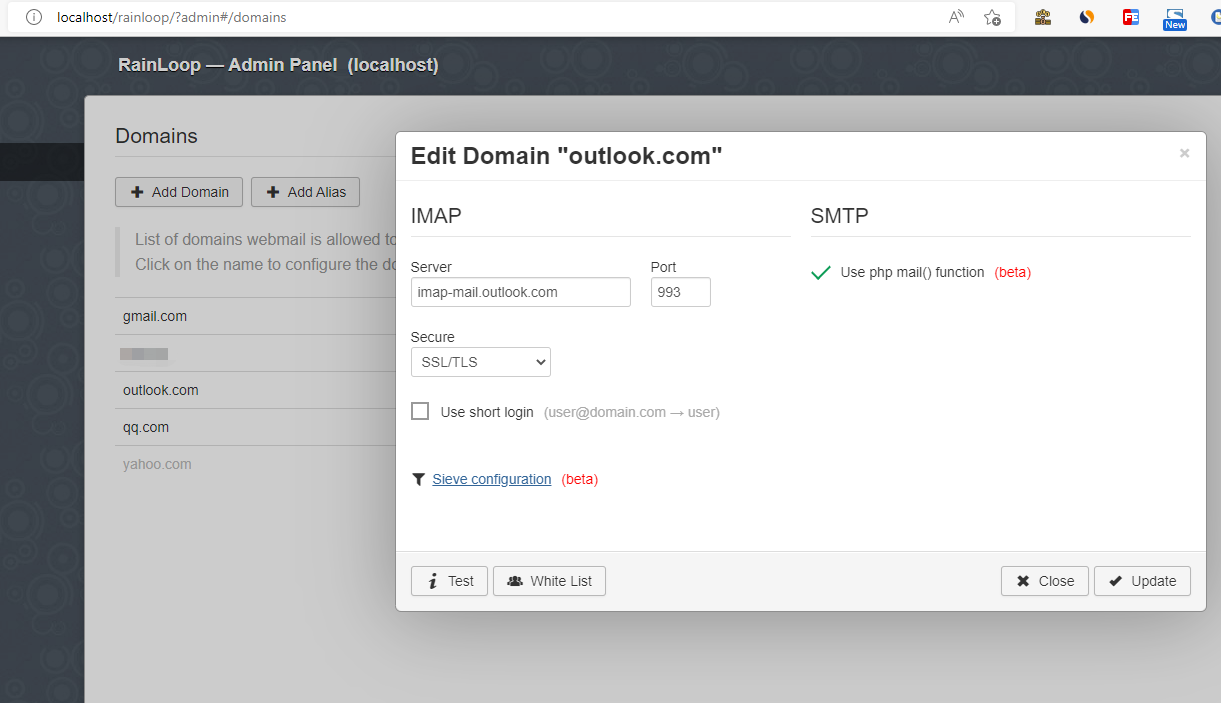 localhost/rainloop/?admin#/domains
New
RainLoop — Admin Panel (localhost)
Domains
Add Domain
Add Alias
List of domains webmail is allowed to
Click on the name to configure the do
gmail.com
outlook.com
qq.com
yahoo.com
Edit Domain "outlook.com"
IMAP
Server
Port
imap-mail.outlook.com
993
Secure
SSL/TLS
Use short login (user@domain.com → user)
Sieve configuration (beta)
SMTP
Use php mail() function (beta)
Test
White List
Close
Update